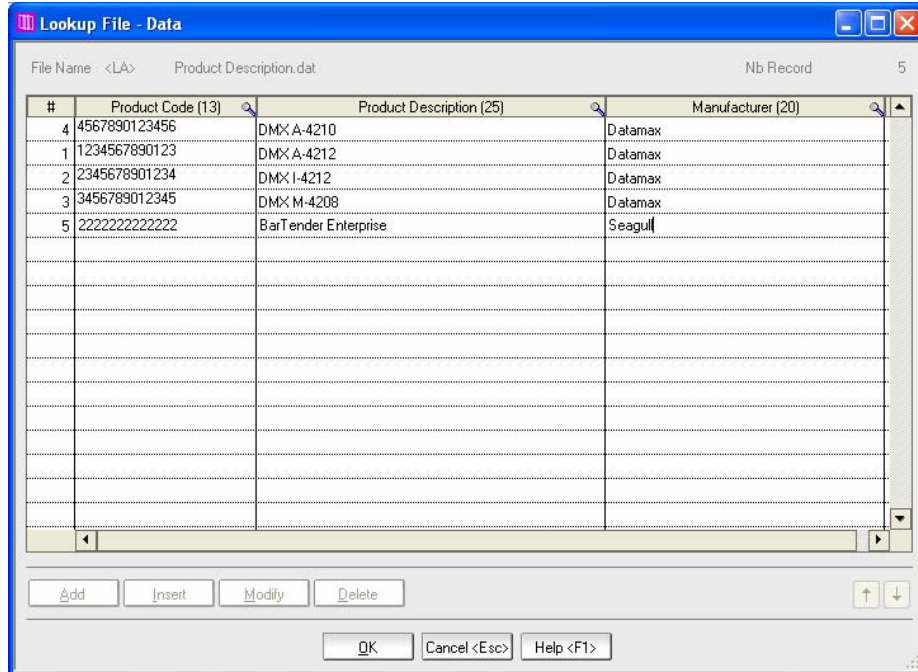 Lookup File - Data
File Name <LA> Product Description.dat Nb Record 5
# Product Code (13) Product Description (25) Manufacturer (20)
4 4567890123456 DMX A-4210 Datamax
1 1234567890123 DMX A-4212 Datamax
2 2345678901234 DMX I-4212 Datamax
3 3456789012345 DMX M-4208 Datamax
5 2222222222222 BarTender Enterprise Seagull
Add Insert Modify Delete
OK Cancel <Esc> Help <F1>